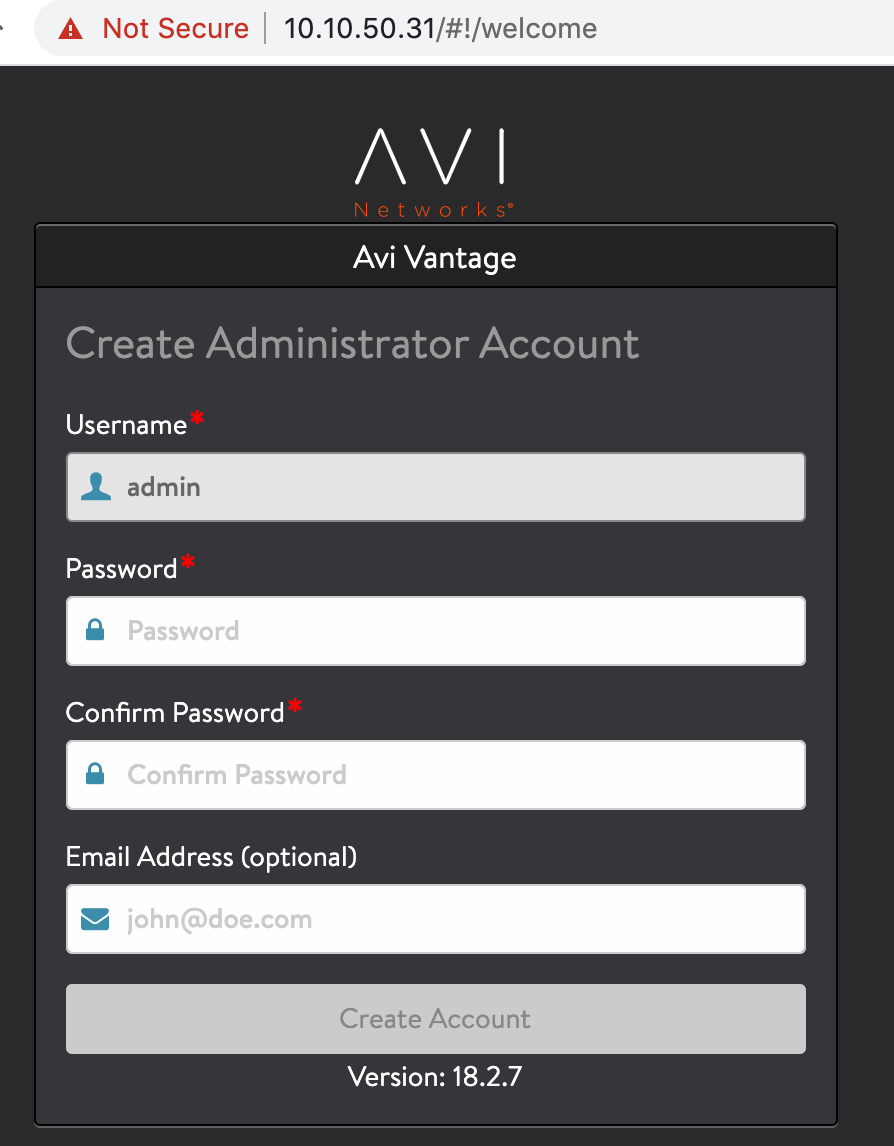 Not Secure | 10.10.50.31/#!/welcome
AVI
Networks®
Avi Vantage
Create Administrator Account
Username*
admin
Password*
Password
Confirm Password*
Confirm Password
Email Address (optional)
john@doe.com
Create Account
Version: 18.2.7